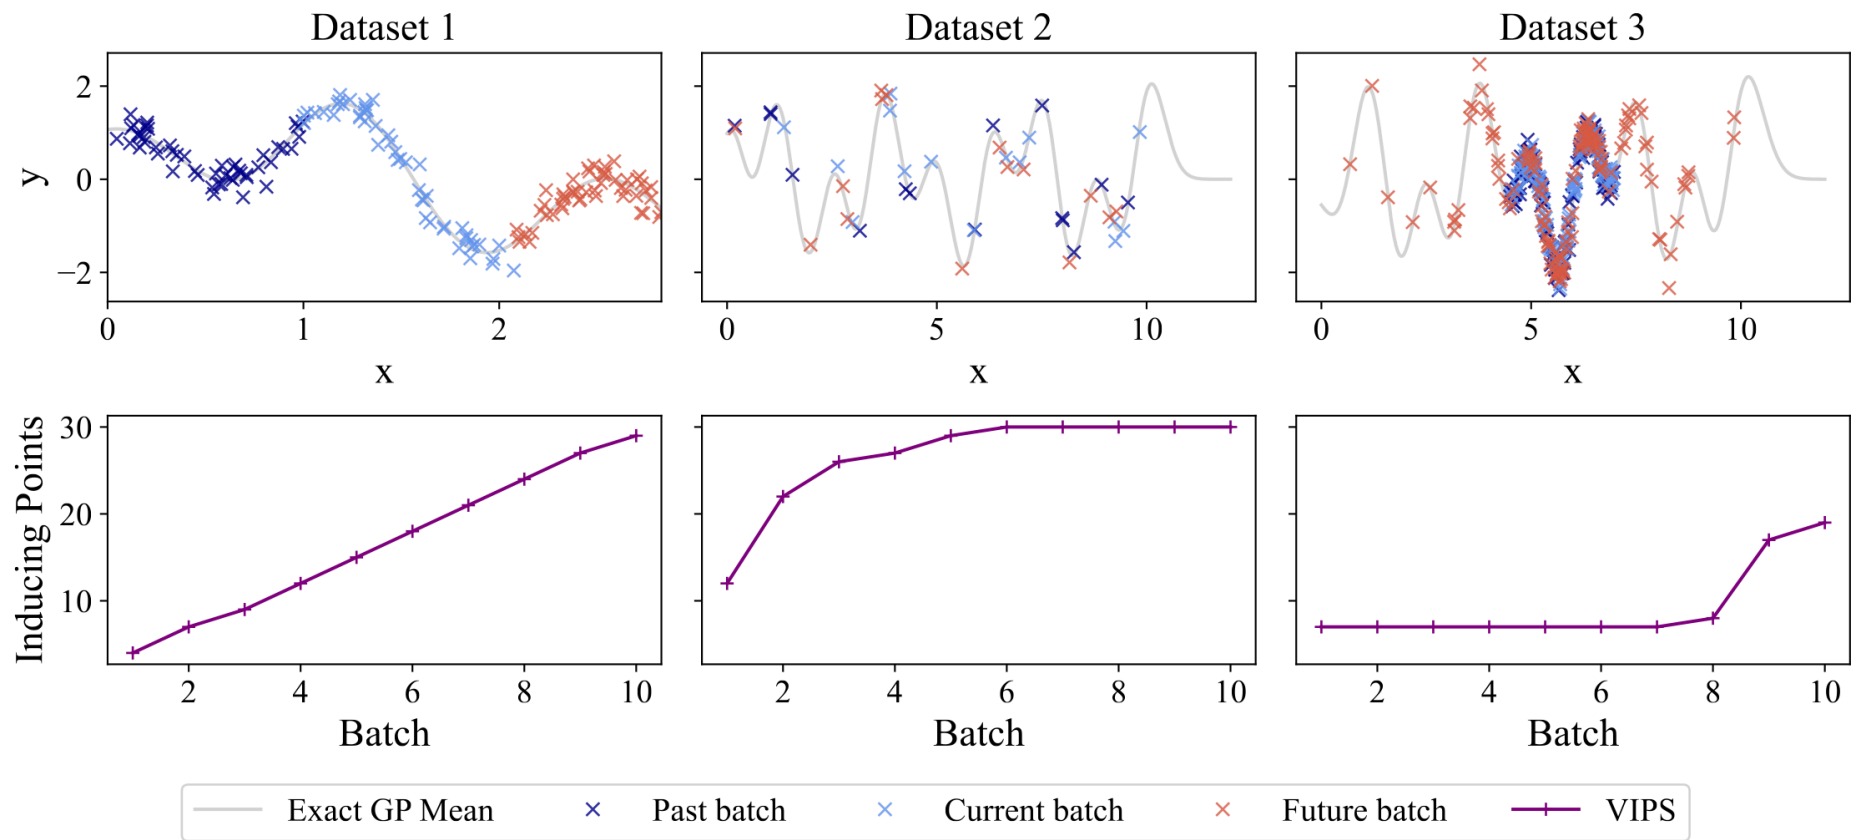 Dataset 1 Dataset 2 Dataset 3
y
2
0
−2
0 1 2
0 5 10
0 5 10
x x x
Inducing Points
30
20
10
2 4 6 8 10
2 4 6 8 10
2 4 6 8 10
Batch Batch Batch
Exact GP Mean Past batch Current batch Future batch VIPS